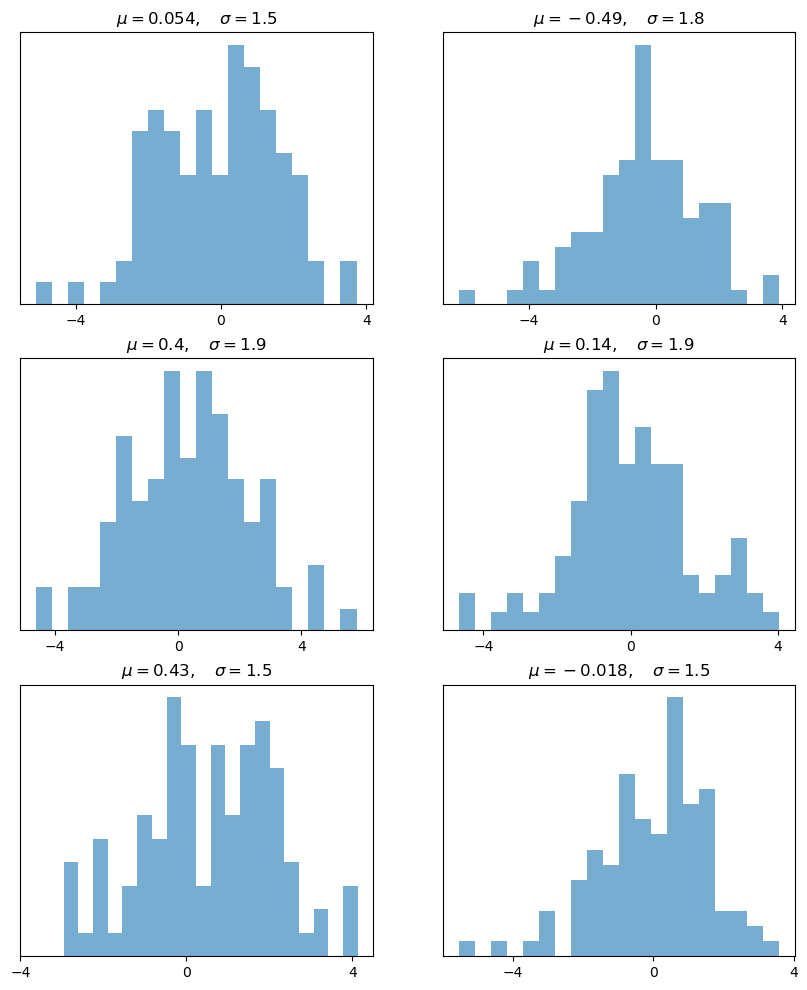 μ = 0.054, σ = 1.5
μ = −0.49, σ = 1.8
−4 0 4
−4 0 4
μ = 0.4, σ = 1.9
μ = 0.14, σ = 1.9
−4 0 4
−4 0 4
μ = 0.43, σ = 1.5
μ = −0.018, σ = 1.5
−4 0 4
−4 0 4